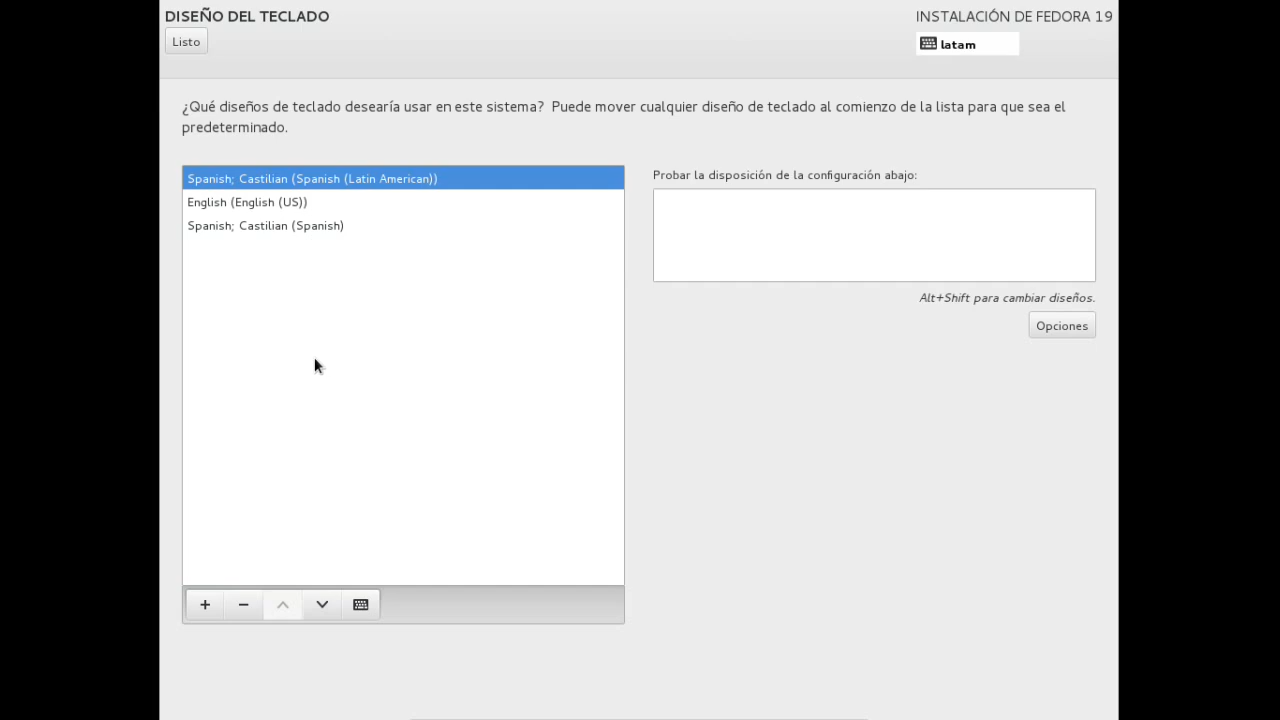 DISEÑO DEL TECLADO
INSTALACIÓN DE FEDORA 19
Listo
latam
¿Qué diseños de teclado desearía usar en este sistema?  Puede mover cualquier diseño de teclado al comienzo de la lista para que sea el
predeterminado.
Spanish; Castilian (Spanish (Latin American))
English (English (US))
Spanish; Castilian (Spanish)
Probar la disposición de la configuración abajo:
Alt+Shift para cambiar diseños.
Opciones